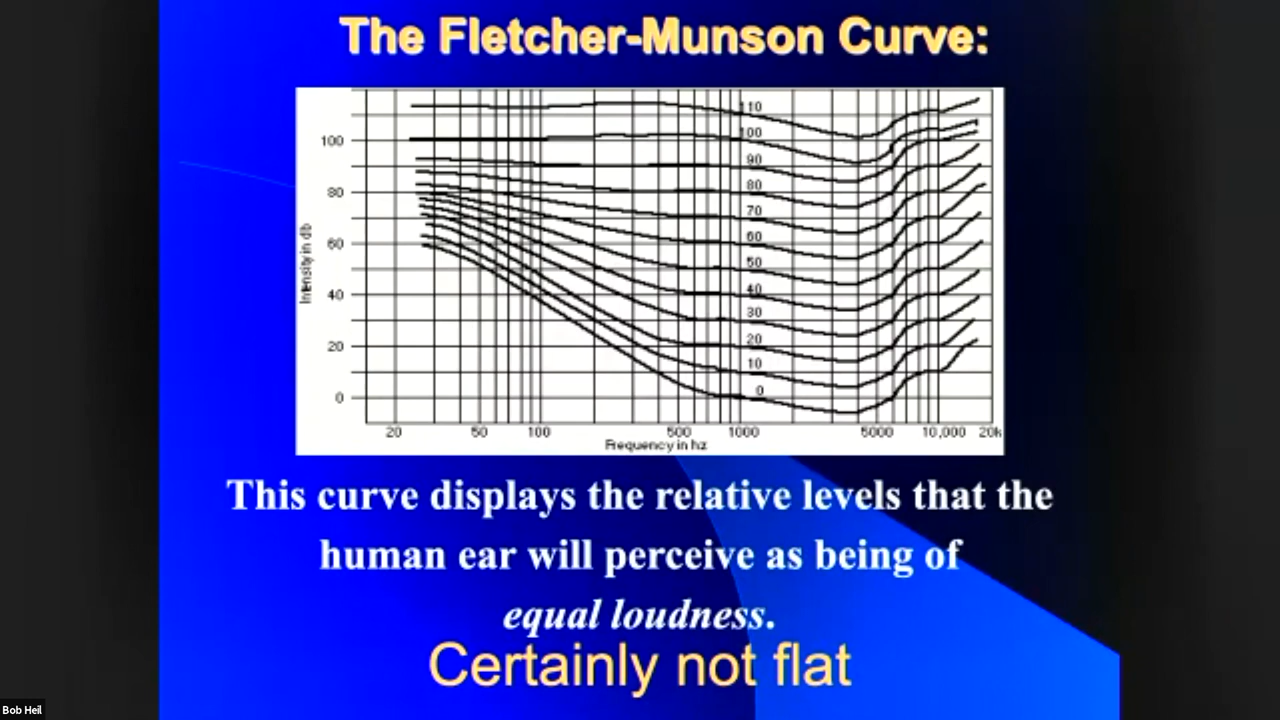 The Fletcher-Munson Curve:
110
100
100
90
80
80
70
60
60
50
40
40
30
20
20
10
0
0
Intensity in db
20 50 100 500 1000 5000 10,000 20k
Frequency in hz
This curve displays the relative levels that the
human ear will perceive as being of
equal loudness.
Certainly not flat
Bob Heil